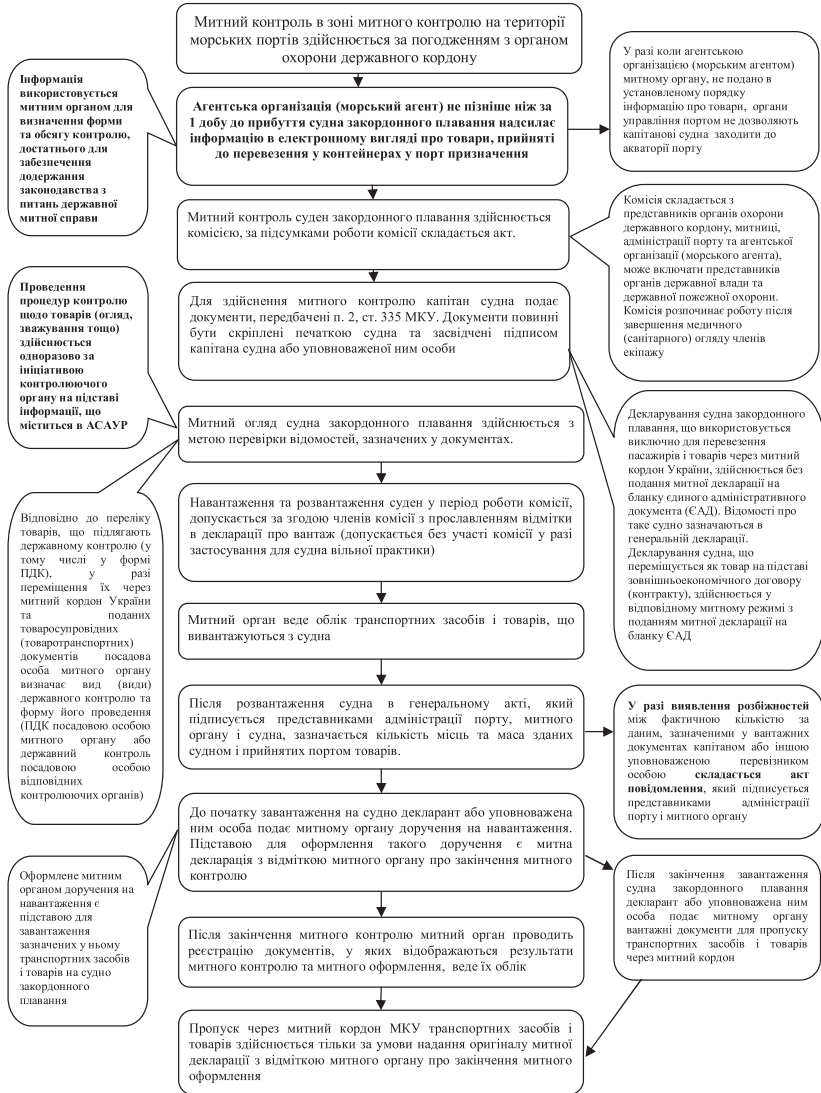 Митний контроль в зоні митного контролю на території
морських портів здійснюється за погодженням з органом
охорони державного кордону
Інформація
використовується
митним органом для
визначення форми
та обсягу контролю,
достатнього для
забезпечення
додержання
законодавства з
питань державної
митної справи
Агентська організація (морський агент) не пізніше ніж за
1 добу до прибуття судна закордонного плавання надсилає
інформацію в електронному вигляді про товари, прийняті
до перевезення у контейнерах у порт призначення
У разі коли агентською
організацією (морським агентом)
митному органу, не подано в
установленому порядку
інформацію про товари, органи
управління портом не дозволяють
капітанові судна заходити до
акваторії порту
Митний контроль суден закордонного плавання здійснюється
комісією, за підсумками роботи комісії складається акт.
Комісія складається з
представників органів охорони
державного кордону, митниці,
адміністрації порту та агентської
організації (морського агента),
може включати представників
органів державної влади та
державної пожежної охорони.
Комісія розпочинає роботу після
завершення медичного
(санітарного) огляду членів
екіпажу
Проведення
процедур контролю
щодо товарів (огляд,
зважування тощо)
здійснюється
одноразово за
ініціативою
контролюючого
органу на підставі
інформації, що
міститься в АСАУР
Для здійснення митного контролю капітан судна подає
документи, передбачені п. 2, ст. 335 МКУ. Документи повинні
бути скріплені печаткою судна та засвідчені підписом
капітана судна або уповноваженої ним особи
Митний огляд судна закордонного плавання здійснюється з
метою перевірки відомостей, зазначених у документах.
Декларування судна закордонного
плавання, що використовується
виключно для перевезення
пасажирів і товарів через митний
кордон України, здійснюється без
подання митної декларації на
бланку єдиного адміністративного
документа (ЄАД). Відомості про
таке судно зазначаються в
генеральній декларації.
Декларування судна, що
переміщується як товар на підставі
зовнішньоекономічного договору
(контракту), здійснюється у
відповідному митному режимі з
поданням митної декларації на
бланку ЄАД
Відповідно до переліку
товарів, що підлягають
державному контролю (у
тому числі у формі
ПДК), у разі
переміщення їх через
митний кордон України
та поданих
товаросупровідних
(товаротранспортних)
документів посадова
особа митного органу
визначає вид (види)
державного контролю та
форму його проведення
(ПДК посадовою особою
митного органу або
державний контроль
посадовою особою
відповідних
контролюючих органів)
Навантаження та розвантаження суден у період роботи комісії,
допускається за згодою членів комісії з прославленням відмітки
в декларації про вантаж (допускається без участі комісії у разі
застосування для судна вільної практики)
Митний орган веде облік транспортних засобів і товарів, що
вивантажуються з судна
Після розвантаження судна в генеральному акті, який
підписується представниками адміністрації порту, митного
органу і судна, зазначається кількість місць та маса зданих
судном і прийнятих портом товарів.
У разі виявлення розбіжностей
між фактичною кількістю за
даним, зазначеними у вантажних
документах капітаном або іншою
уповноваженою перевізником
особою складається акт
повідомлення, який підписується
представниками адміністрації
порту і митного органу
До початку завантаження на судно декларант або уповноважена
ним особа подає митному органу доручення на навантаження.
Підставою для оформлення такого доручення є митна
декларація з відміткою митного органу про закінчення митного
контролю
Оформлене митним
органом доручення на
навантаження є
підставою для
завантаження
зазначених у ньому
транспортних засобів
і товарів на судно
закордонного
плавання
Після закінчення завантаження
судна закордонного плавання
декларант або уповноважена ним
особа подає митному органу
вантажні документи для пропуску
транспортних засобів і товарів
через митний кордон
Після закінчення митного контролю митний орган проводить
реєстрацію документів, у яких відображаються результати
митного контролю та митного оформлення, веде їх облік
Пропуск через митний кордон МКУ транспортних засобів і
товарів здійснюється тільки за умови надання оригіналу митної
декларації з відміткою митного органу про закінчення митного
оформлення